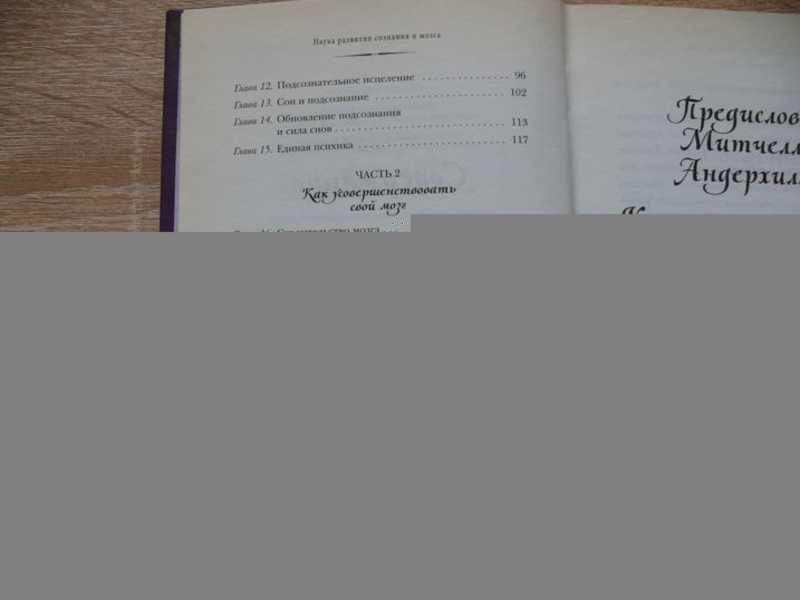 Наука развития сознания и мозга
Глава 12. Подсознательное исцеление . . . . . . . . . . . . . . . 96
Глава 13. Сон и подсознание . . . . . . . . . . . . . . . . . . . . . . 102
Глава 14. Обновление подсознания
и сила снов . . . . . . . . . . . . . . . . . . . . . . . . . . . . 113
Глава 15. Единая психика . . . . . . . . . . . . . . . . . . . . . . . . 117
ЧАСТЬ 2
Как усовершенствовать
свой мозг
мозга
Предислов
Митчелл
Андерхил